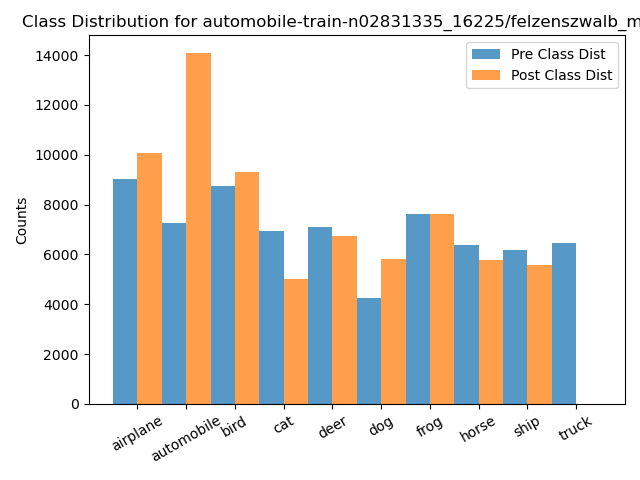 Class Distribution for automobile-train-n02831335_16225/felzenszwalb_m
Pre Class Dist
Post Class Dist
14000
12000
10000
8000
6000
4000
2000
0
Counts
airplane
automobile
bird
cat
deer
dog
frog
horse
ship
truck